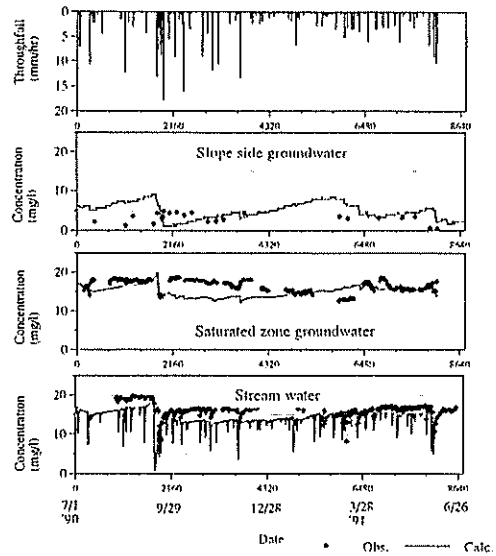 Throughfall
(mm/hr)
0
5
10
15
20
0 2160 4320 6480 8640
Concentration
(mg/l)
20
10
0
Slope side groundwater
0 2160 4320 6480 8640
Concentration
(mg/l)
20
10
0
Saturated zone groundwater
0 2160 4320 6480 8640
Concentration
(mg/l)
20
10
0
Stream water
0 2160 4320 6480 8640
7/1 9/29 12/28 3/28 6/26
'90 '91
Date
Obs. Calc.